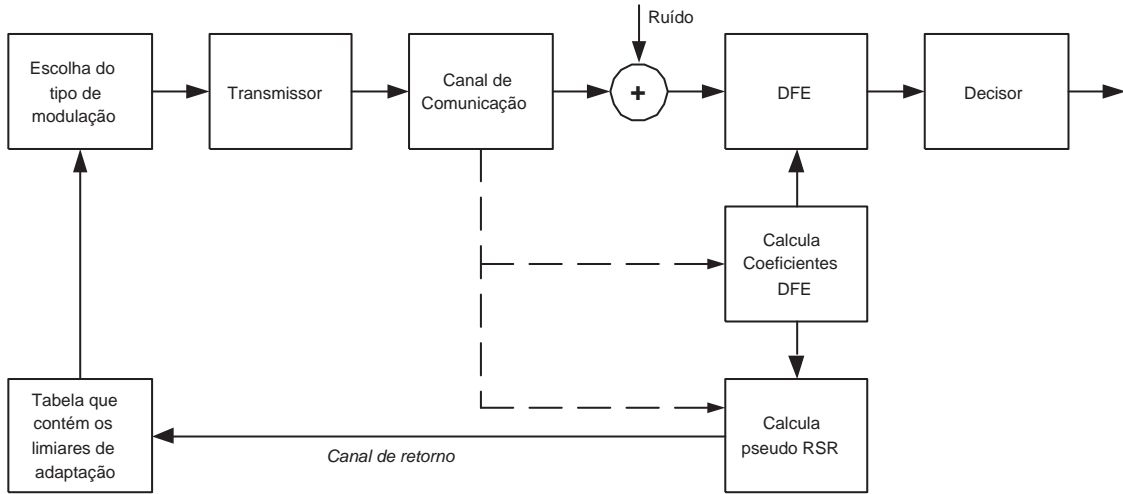 Ruído
Escolha do
tipo de
modulação
Transmissor
Canal de
Comunicação
+
DFE
Decisor
Calcula
Coeficientes
DFE
Tabela que
contém os
limiares de
adaptação
Canal de retorno
Calcula
pseudo RSR